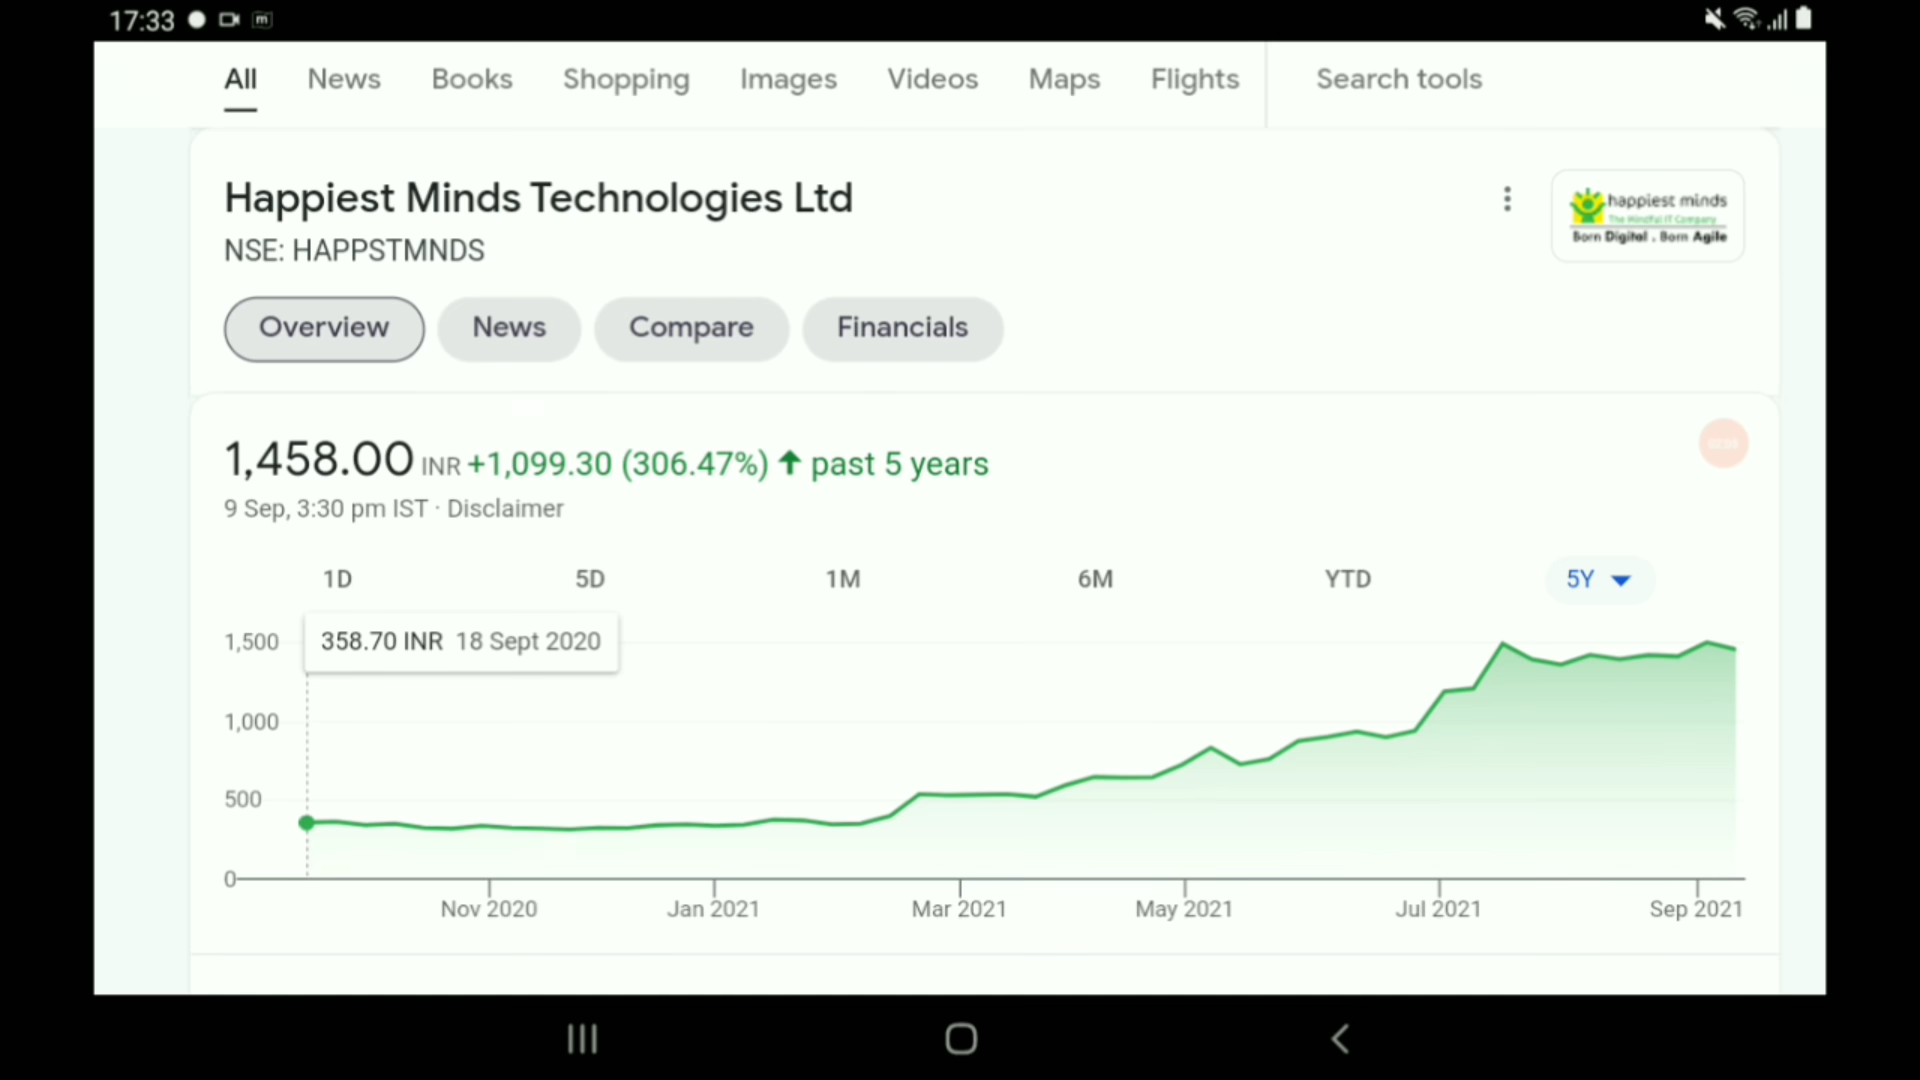 17:33
All News Books Shopping Images Videos Maps Flights Search tools
Happiest Minds Technologies Ltd
NSE: HAPPSTMNDS
happiest minds
The Mindful IT Company
Born Digital . Born Agile
Overview News Compare Financials
1,458.00 INR +1,099.30 (306.47%) ↑ past 5 years
9 Sep, 3:30 pm IST · Disclaimer
1D 5D 1M 6M YTD 5Y
358.70 INR 18 Sept 2020
1,500
1,000
500
0
Nov 2020 Jan 2021 Mar 2021 May 2021 Jul 2021 Sep 2021